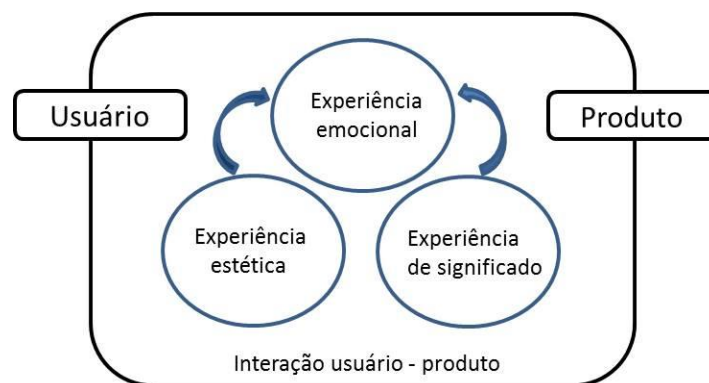 Experiência
emocional
Usuário
Produto
Experiência
estética
Experiência
de significado
Interação usuário - produto